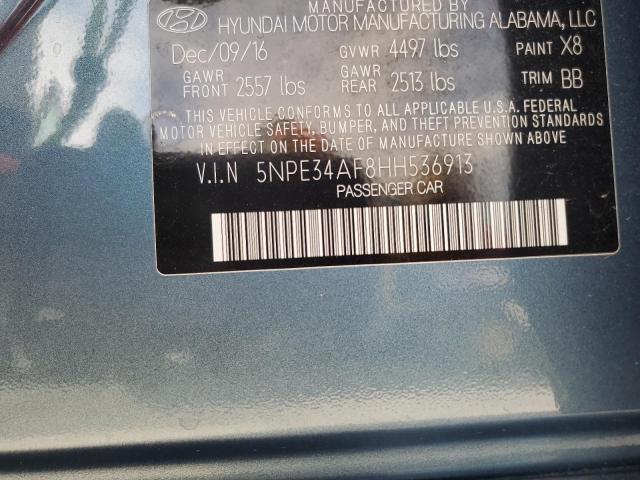 MANUFACTURED BY
HYUNDAI MOTOR MANUFACTURING ALABAMA, LLC
Dec/09/16 GVWR 4497 lbs PAINT X8
GAWR FRONT 2557 lbs GAWR REAR 2513 lbs TRIM BB
THIS VEHICLE CONFORMS TO ALL APPLICABLE U.S.A. FEDERAL
MOTOR VEHICLE SAFETY, BUMPER, AND THEFT PREVENTION STANDARDS
IN EFFECT ON THE DATE OF MANUFACTURE SHOWN ABOVE.
V.I.N 5NPE34AF8HH536913
PASSENGER CAR